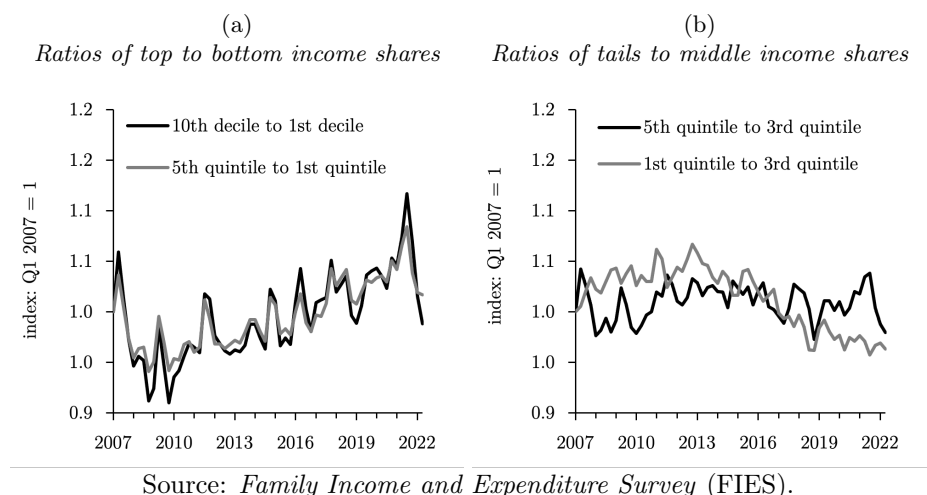 (a)
Ratios of top to bottom income shares
index: Q1 2007 = 1
1.2
1.2
1.1
1.1
1.0
1.0
0.9
10th decile to 1st decile
5th quintile to 1st quintile
2007 2010 2013 2016 2019 2022
(b)
Ratios of tails to middle income shares
index: Q1 2007 = 1
1.2
1.2
1.1
1.1
1.0
1.0
0.9
5th quintile to 3rd quintile
1st quintile to 3rd quintile
2007 2010 2013 2016 2019 2022
Source: Family Income and Expenditure Survey (FIES).